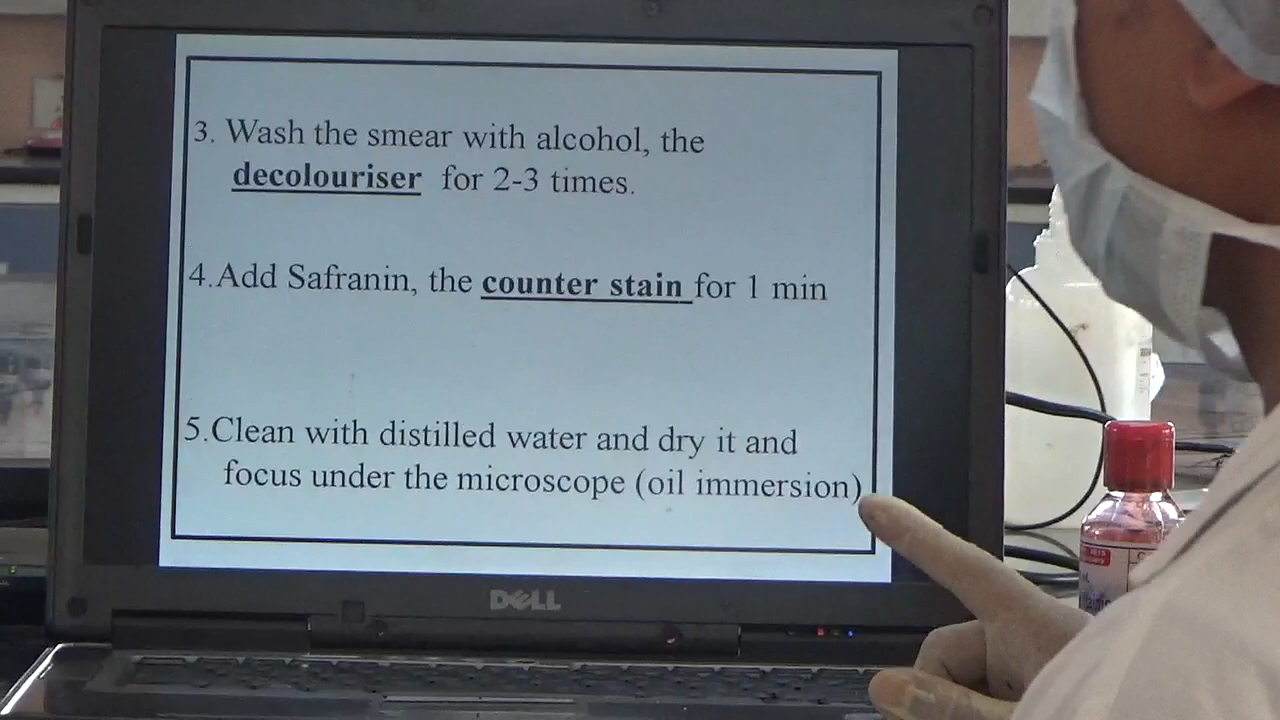 3. Wash the smear with alcohol, the
decolouriser for 2-3 times.
4.Add Safranin, the counter stain for 1 min
5.Clean with distilled water and dry it and
focus under the microscope (oil immersion)
DELL